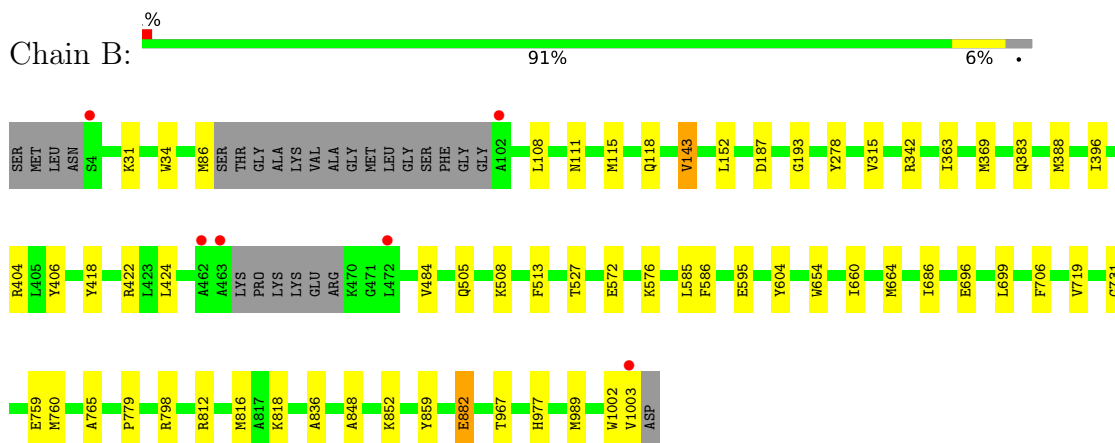 %
Chain B:
91%
6%
SER MET LEU ASN S4 K31 W34 M86 SER THR GLY ALA LYS VAL ALA GLY MET LEU GLY SER PHE GLY GLY A102 L108 N111 M115 Q118 V143 L152 D187 G193 Y278 V315 R342 I363 M369 Q383 M388 I396
R404 L405 Y406 Y418 R422 L423 L424 A462 A463 LYS PRO LYS LYS GLU ARG K470 G471 L472 V484 Q505 K508 F513 T527 E572 K576 L585 F586 E595 Y604 W654 I660 M664 I686 E696 L699 F706 V719
E759 M760 A765 P779 R798 R812 M816 A817 K818 A836 A848 K852 Y859 E882 T967 H977 M989 W1002 V1003 ASP